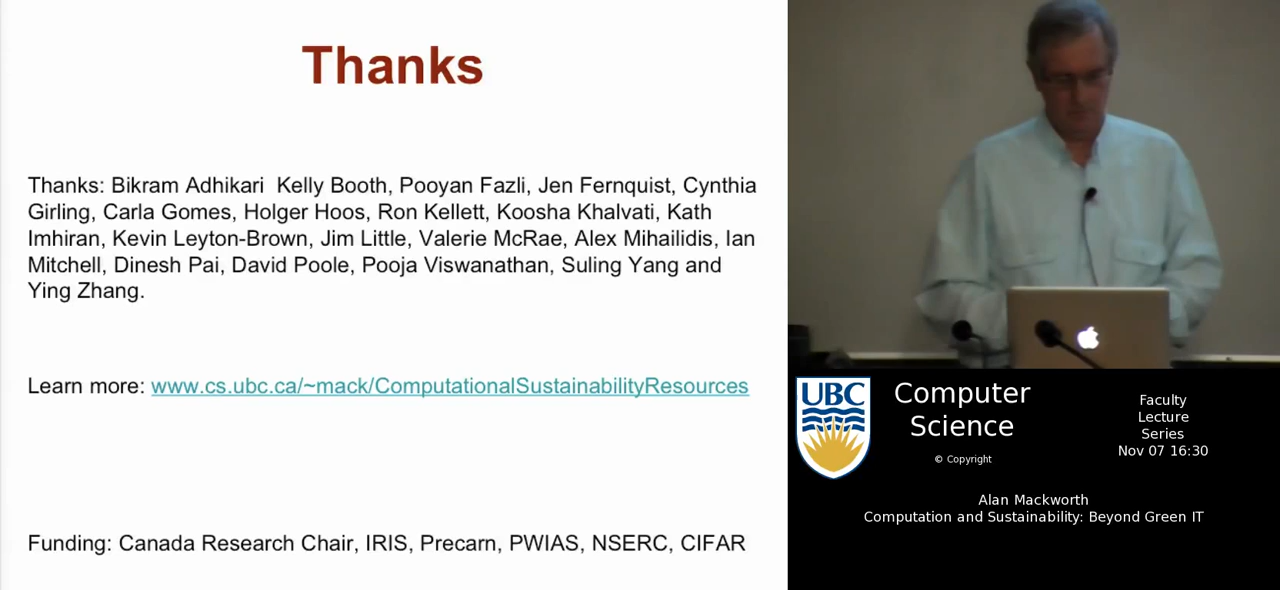 Thanks
Thanks: Bikram Adhikari  Kelly Booth, Pooyan Fazli, Jen Fernquist, Cynthia
Girling, Carla Gomes, Holger Hoos, Ron Kellett, Koosha Khalvati, Kath
Imhiran, Kevin Leyton-Brown, Jim Little, Valerie McRae, Alex Mihailidis, Ian
Mitchell, Dinesh Pai, David Poole, Pooja Viswanathan, Suling Yang and
Ying Zhang.
Learn more: www.cs.ubc.ca/~mack/ComputationalSustainabilityResources
Funding: Canada Research Chair, IRIS, Precarn, PWIAS, NSERC, CIFAR
UBC
Computer
Science
© Copyright
Faculty
Lecture
Series
Nov 07 16:30
Alan Mackworth
Computation and Sustainability: Beyond Green IT